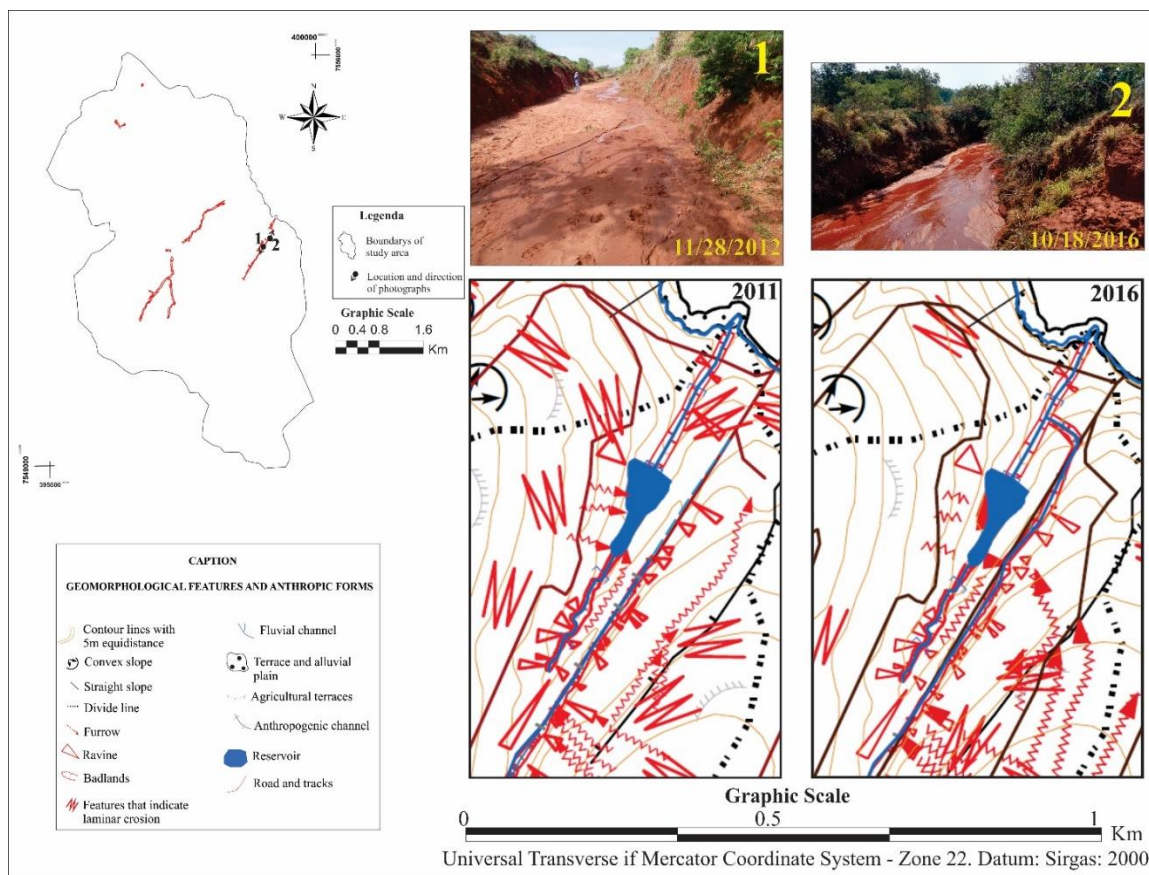 400000
7556000
N
W E
S
1
2
Legenda
Boundarys of
study area
Location and direction
of photographs
Graphic Scale
0 0.4 0.8 1.6
Km
7540000
395000
1
11/28/2012
2
10/18/2016
2011
2016
CAPTION
GEOMORPHOLOGICAL FEATURES AND ANTHROPIC FORMS
Contour lines with
5m equidistance
Convex slope
Straight slope
Divide line
Furrow
Ravine
Badlands
Features that indicate
laminar erosion
Fluvial channel
Terrace and alluvial
plain
Agricultural terraces
Anthropogenic channel
Reservoir
Road and tracks
Graphic Scale
0 0.5 1
Km
Universal Transverse if Mercator Coordinate System - Zone 22. Datum: Sirgas: 2000